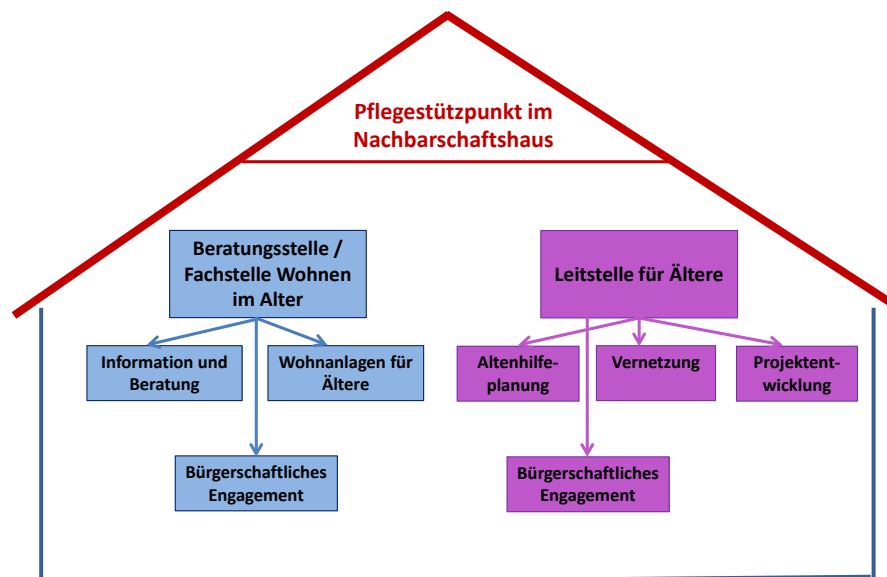 Pflegestützpunkt im
Nachbarschaftshaus
Beratungsstelle /
Fachstelle Wohnen
im Alter
Leitstelle für Ältere
Information und
Beratung
Wohnanlagen für
Ältere
Altenhilfe-
planung
Vernetzung
Projektent-
wicklung
Bürgerschaftliches
Engagement
Bürgerschaftliches
Engagement